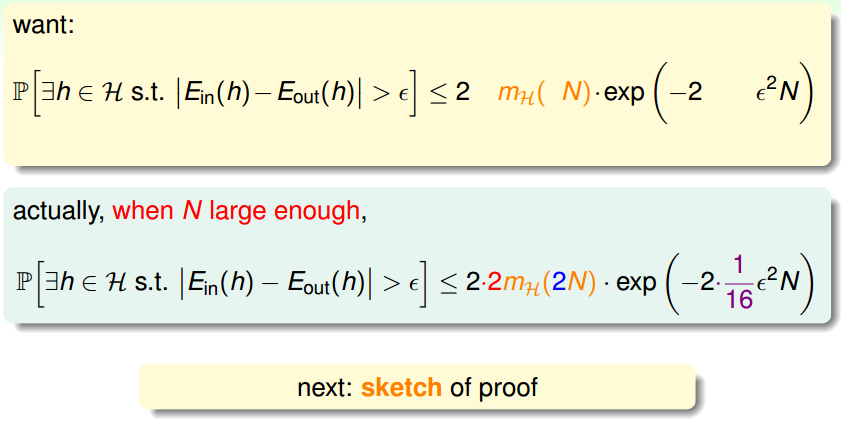 want:
ℙ[∃h ∈ ℋ s.t. |E_in(h) − E_out(h)| > ϵ] ≤ 2 m_ℋ( N) · exp(−2 ϵ²N)
actually, when N large enough,
ℙ[∃h ∈ ℋ s.t. |E_in(h) − E_out(h)| > ϵ] ≤ 2·2m_ℋ(2N) · exp(−2·1/16 ϵ²N)
next: sketch of proof